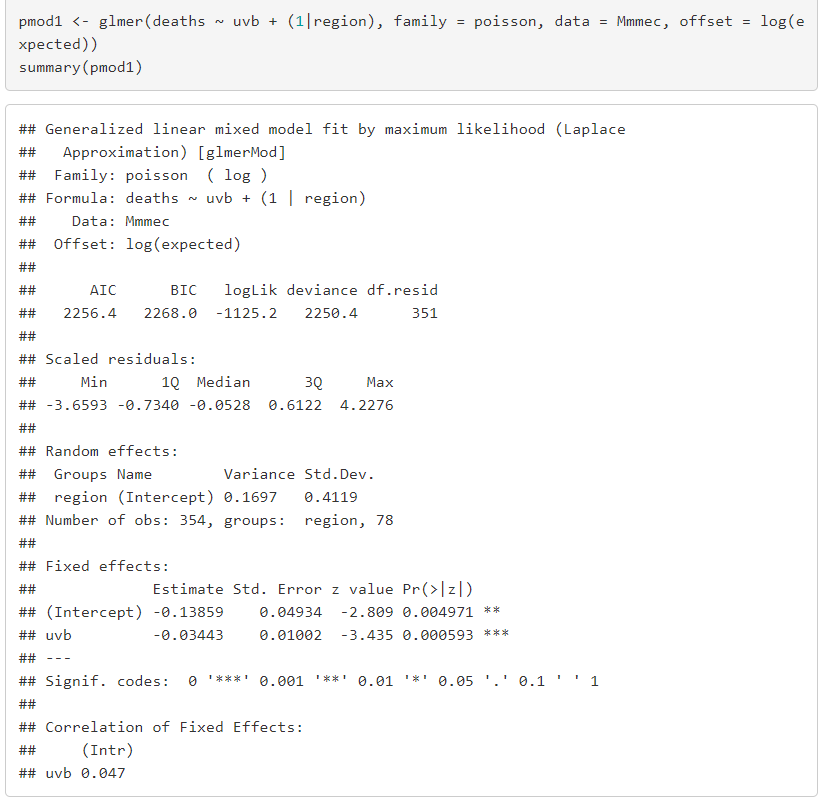 pmod1 <- glmer(deaths ~ uvb + (1|region), family = poisson, data = Mmmec, offset = log(e
xpected))
summary(pmod1)
## Generalized linear mixed model fit by maximum likelihood (Laplace
##   Approximation) [glmerMod]
##  Family: poisson  ( log )
## Formula: deaths ~ uvb + (1 | region)
##    Data: Mmmec
##  Offset: log(expected)
##
##      AIC      BIC   logLik deviance df.resid
##   2256.4   2268.0  -1125.2   2250.4      351
##
## Scaled residuals:
##     Min      1Q  Median      3Q     Max
## -3.6593 -0.7340 -0.0528  0.6122  4.2276
##
## Random effects:
##  Groups Name        Variance Std.Dev.
##  region (Intercept) 0.1697   0.4119
## Number of obs: 354, groups:  region, 78
##
## Fixed effects:
##             Estimate Std. Error z value Pr(>|z|)
## (Intercept) -0.13859    0.04934  -2.809 0.004971 **
## uvb         -0.03443    0.01002  -3.435 0.000593 ***
## ---
## Signif. codes:  0 '***' 0.001 '**' 0.01 '*' 0.05 '.' 0.1 ' ' 1
##
## Correlation of Fixed Effects:
##     (Intr)
## uvb 0.047